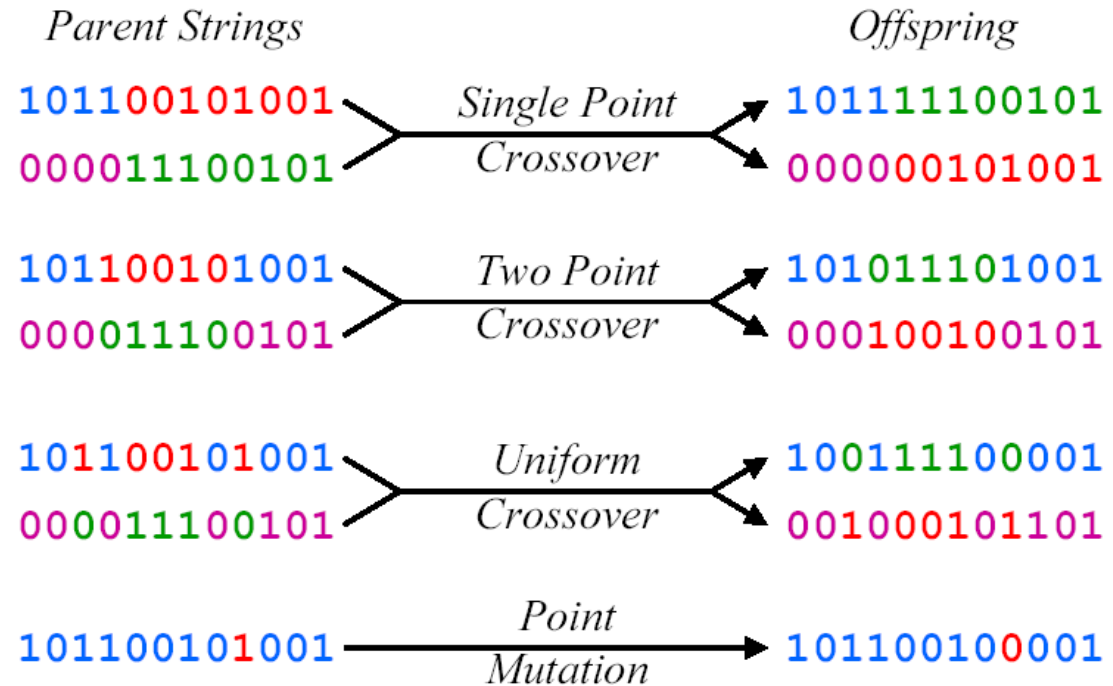 Parent Strings Offspring
101100101001 Single Point 101111100101
000011100101 Crossover 000000101001
101100101001 Two Point 101011101001
000011100101 Crossover 000100100101
101100101001 Uniform 100111100001
000011100101 Crossover 001000101101
Point
101100101001 101100100001
Mutation